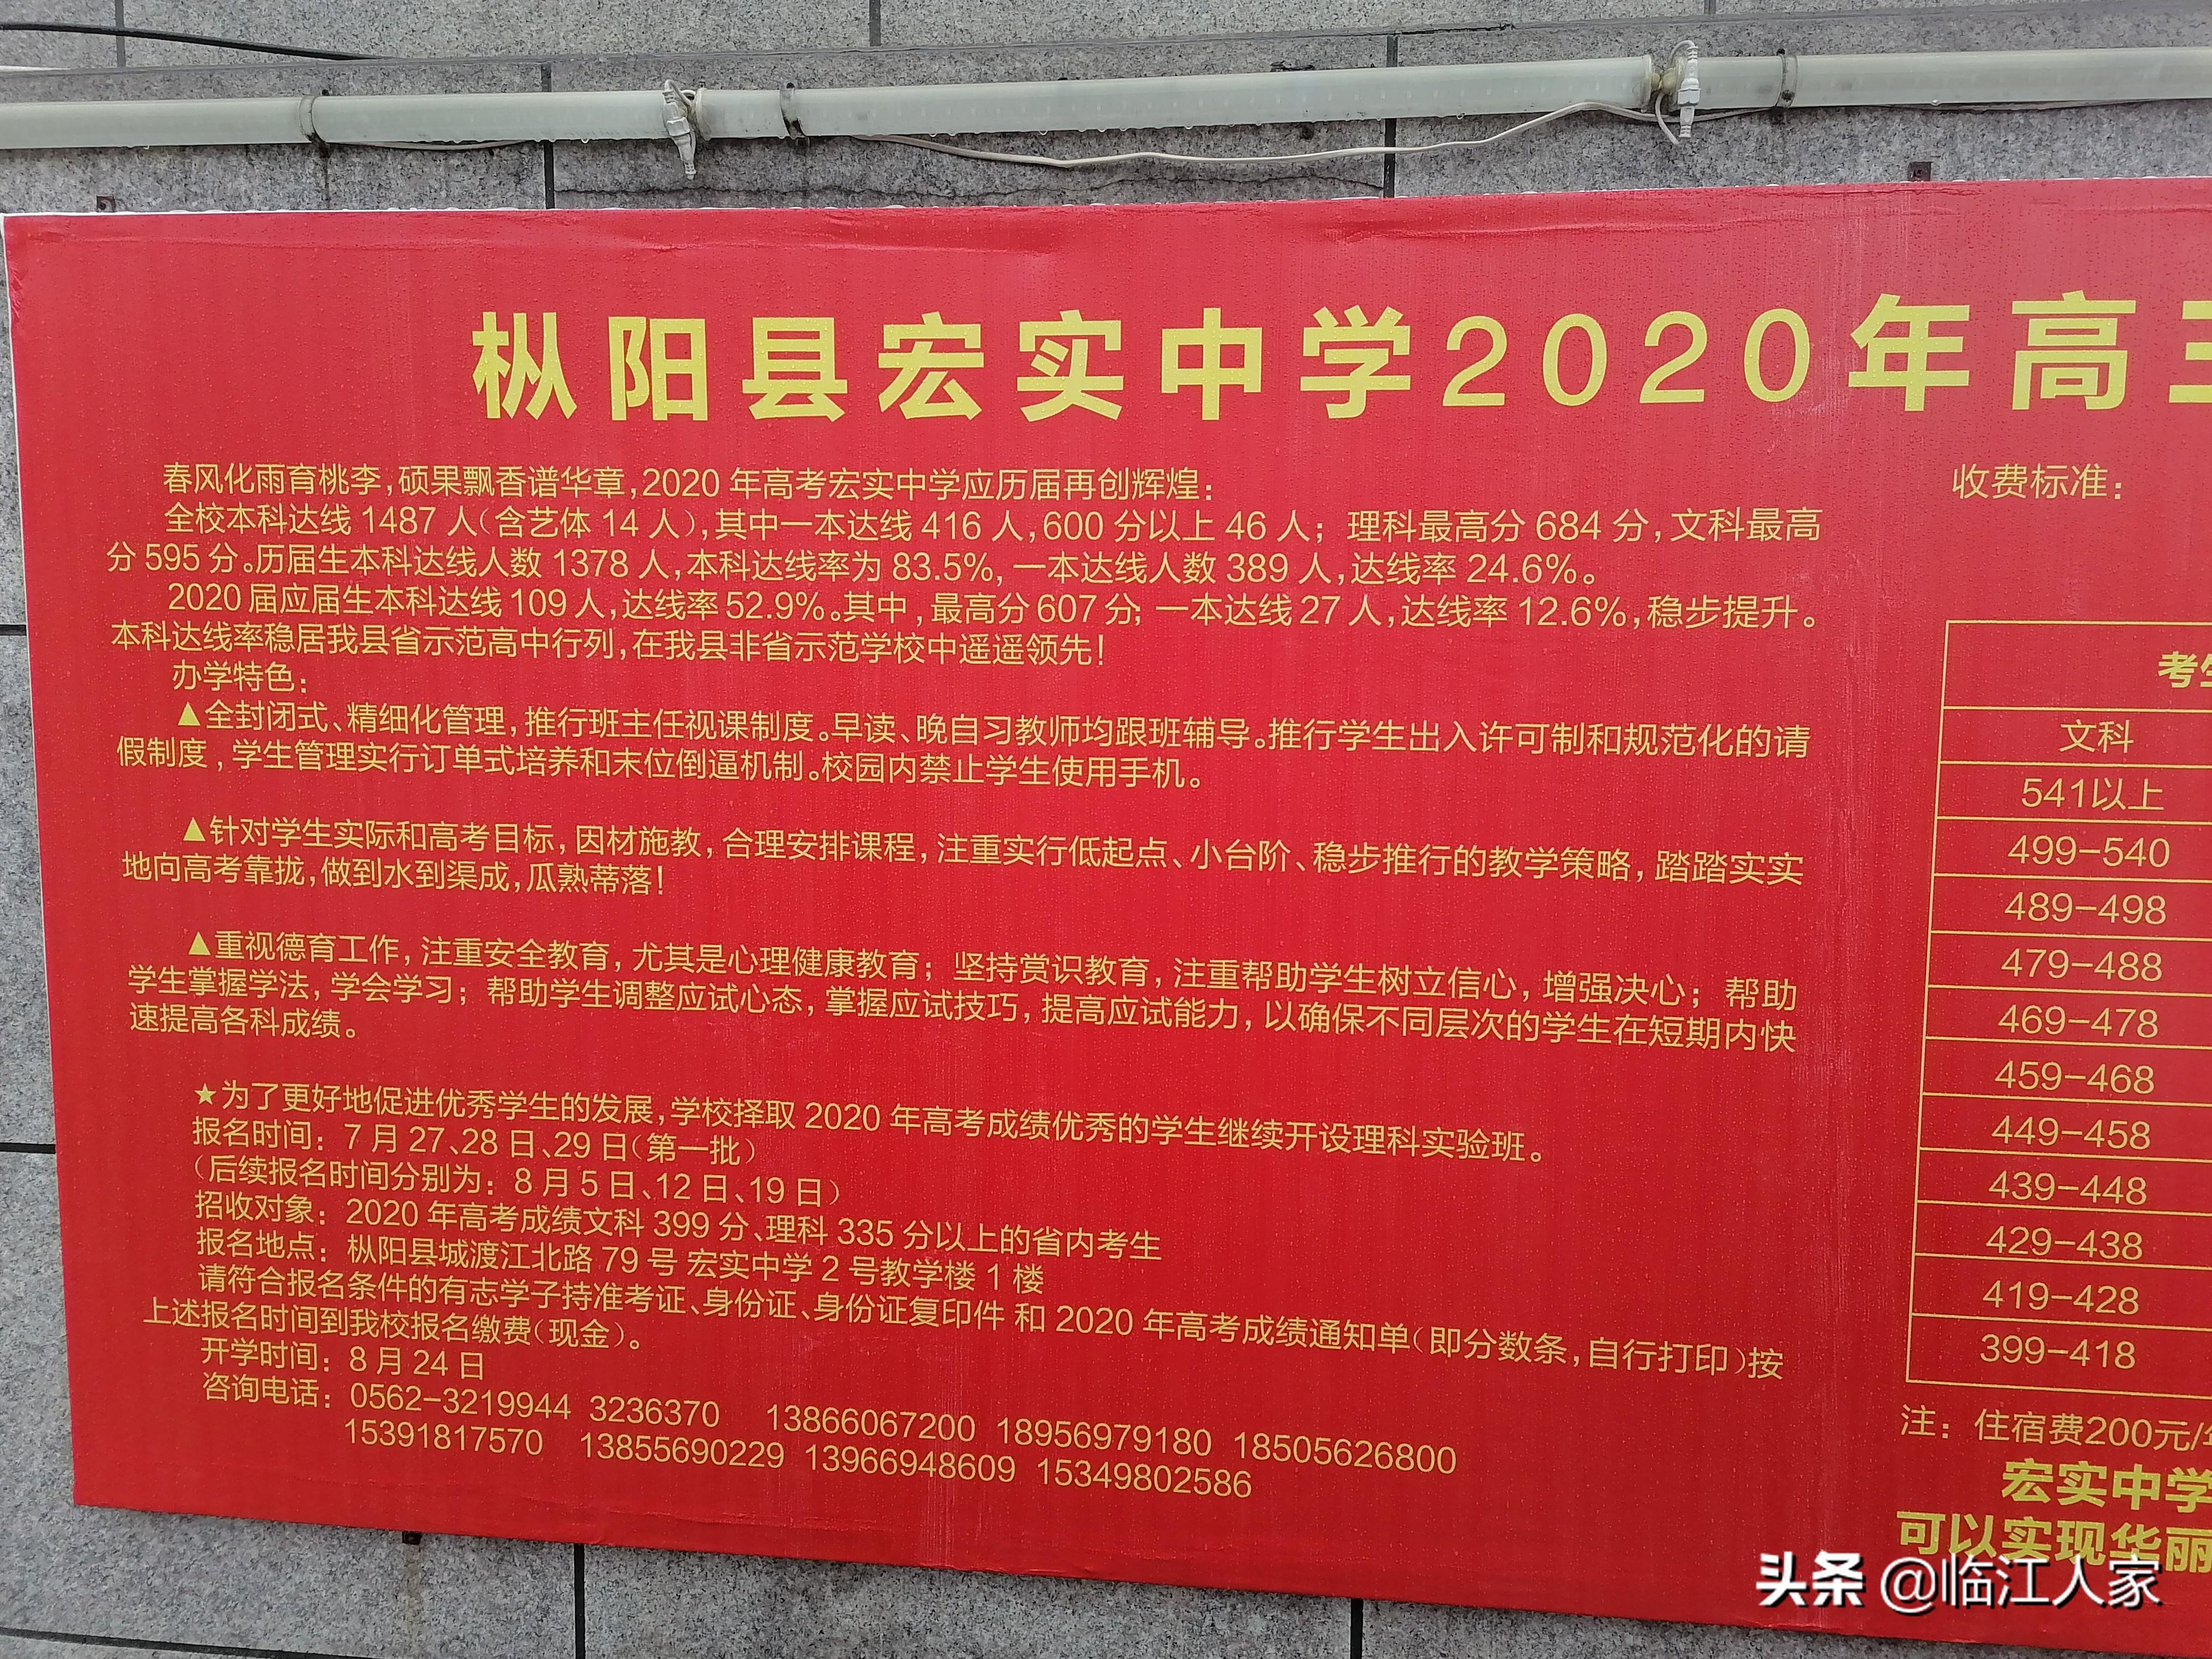 枞阳县宏实中学2020年高
春风化雨育桃李,硕果飘香谱华章,2020年高考宏实中学应历届再创辉煌:
全校本科达线1487人(含艺体14人),其中一本达线416人,600分以上46人;理科最高分684分,文科最高
分595分。历届生本科达线人数1378人,本科达线率为83.5%,一本达线人数389人,达线率24.6%。
2020届应届生本科达线109人,达线率52.9%。其中,最高分607分;一本达线27人,达线率12.6%,稳步提升。
本科达线率稳居我县省示范高中行列,在我县非省示范学校中遥遥领先!
办学特色:
▲全封闭式、精细化管理,推行班主任视课制度。早读、晚自习教师均跟班辅导。推行学生出入许可制和规范化的请
假制度,学生管理实行订单式培养和末位倒逼机制。校园内禁止学生使用手机。
▲针对学生实际和高考目标,因材施教,合理安排课程,注重实行低起点、小台阶、稳步推行的教学策略,踏踏实实
地向高考靠拢,做到水到渠成,瓜熟蒂落!
▲重视德育工作,注重安全教育,尤其是心理健康教育;坚持赏识教育,注重帮助学生树立信心,增强决心;帮助
学生掌握学法,学会学习;帮助学生调整应试心态,掌握应试技巧,提高应试能力,以确保不同层次的学生在短期内快
速提高各科成绩。
★为了更好地促进优秀学生的发展,学校择取2020年高考成绩优秀的学生继续开设理科实验班。
报名时间:7月27、28日、29日(第一批)
(后续报名时间分别为:8月5日、12日、19日)
招收对象:2020年高考成绩文科399分、理科335分以上的省内考生
报名地点:枞阳县城渡江北路79号 宏实中学2号教学楼1楼
请符合报名条件的有志学子持准考证、身份证、身份证复印件 和2020年高考成绩通知单(即分数条,自行打印)按
上述报名时间到我校报名缴费(现金)。
开学时间:8月24日
咨询电话:0562-3219944 3236370 13866067200 18956979180 18505626800
15391817570 13855690229 13966948609 15349802586
收费标准:
考生
文科
541以上
499-540
489-498
479-488
469-478
459-468
449-458
439-448
429-438
419-428
399-418
注:住宿费200元/
宏实中学
可以实现华丽
头条 @临江人家